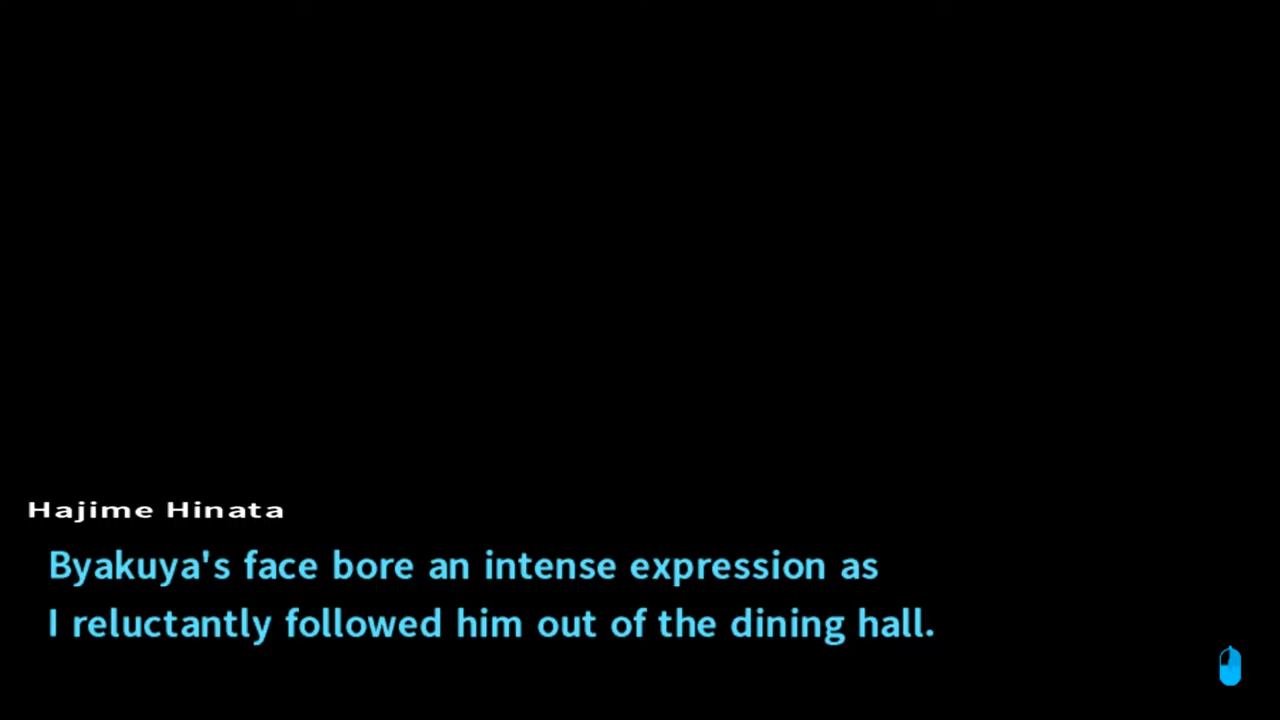 Hajime Hinata
Byakuya's face bore an intense expression as
I reluctantly followed him out of the dining hall.